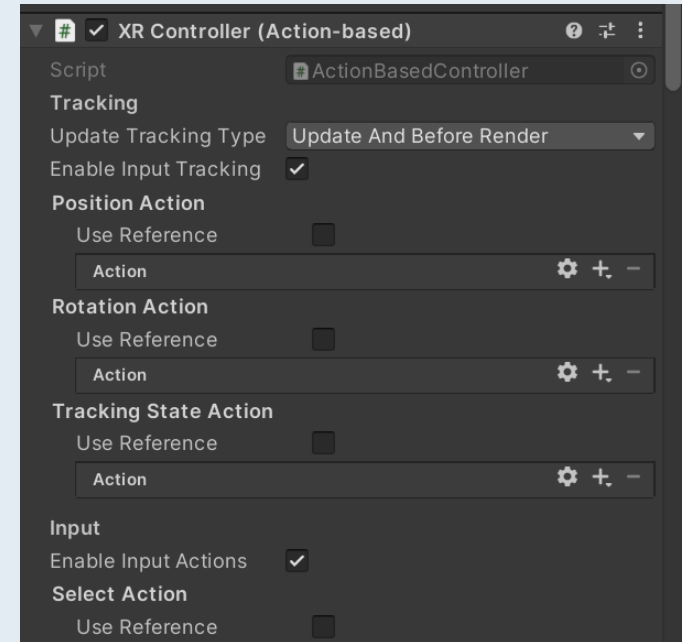 XR Controller (Action-based)
Script ActionBasedController
Tracking
Update Tracking Type Update And Before Render
Enable Input Tracking
Position Action
Use Reference
Action
Rotation Action
Use Reference
Action
Tracking State Action
Use Reference
Action
Input
Enable Input Actions
Select Action
Use Reference